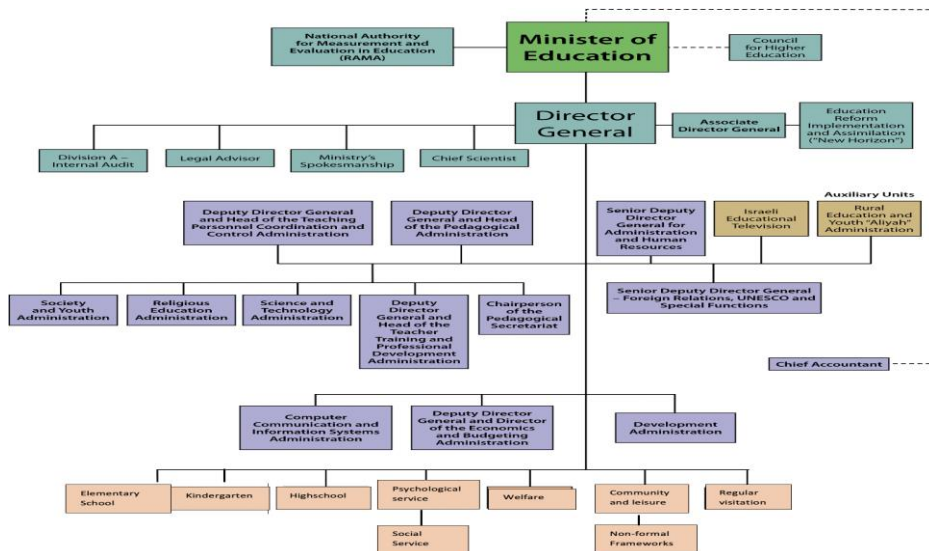 National Authority
for Measurement and
Evaluation in Education
(RAMA)
Minister of
Education
Council
for Higher
Education
Director
General
Associate
Director General
Education
Reform
Implementation
and Assimilation
("New Horizon")
Division A –
Internal Audit
Legal Advisor
Ministry's
Spokesmanship
Chief Scientist
Deputy Director General
and Head of the Teaching
Personnel Coordination and
Control Administration
Deputy Director General
and Head
of the Pedagogical
Administration
Senior Deputy
Director
General for
Administration
and Human
Resources
Israeli
Educational
Television
Auxiliary Units
Rural
Education and
Youth "Aliyah"
Administration
Society
and Youth
Administration
Religious
Education
Administration
Science and
Technology
Administration
Deputy
Director
General and
Head of the
Teacher
Training and
Professional
Development
Administration
Chairperson
of the
Pedagogical
Secretariat
Senior Deputy Director General
– Foreign Relations, UNESCO and
Special Functions
Chief Accountant
Computer
Communication and
Information Systems
Administration
Deputy Director
General and Director
of the Economics
and Budgeting
Administration
Development
Administration
Elementary
School
Kindergarten
Highschool
Psychological
service
Welfare
Community
and leisure
Regular
visitation
Social
Service
Non-formal
Frameworks